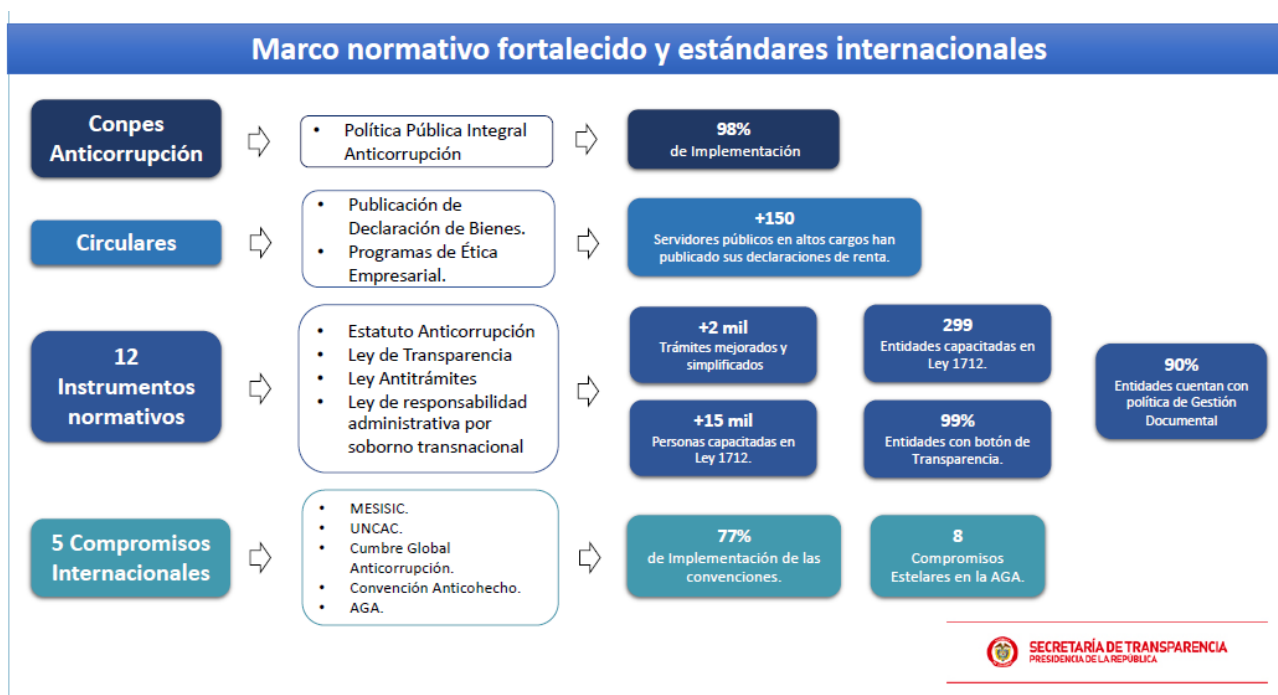 Marco normativo fortalecido y estándares internacionales
Conpes
Anticorrupción
• Política Pública Integral
Anticorrupción
98%
de Implementación
Circulares
• Publicación de
Declaración de Bienes.
• Programas de Ética
Empresarial.
+150
Servidores públicos en altos cargos han
publicado sus declaraciones de renta.
12
Instrumentos
normativos
• Estatuto Anticorrupción
• Ley de Transparencia
• Ley Antitrámites
• Ley de responsabilidad
administrativa por
soborno transnacional
+2 mil
Trámites mejorados y
simplificados
299
Entidades capacitadas en
Ley 1712.
+15 mil
Personas capacitadas en
Ley 1712.
99%
Entidades con botón de
Transparencia.
90%
Entidades cuentan con
política de Gestión
Documental
5 Compromisos
Internacionales
• MESISIC.
• UNCAC.
• Cumbre Global
Anticorrupción.
• Convención Anticohecho.
• AGA.
77%
de Implementación de las
convenciones.
8
Compromisos
Estelares en la AGA.
SECRETARÍA DE TRANSPARENCIA
PRESIDENCIA DE LA REPÚBLICA